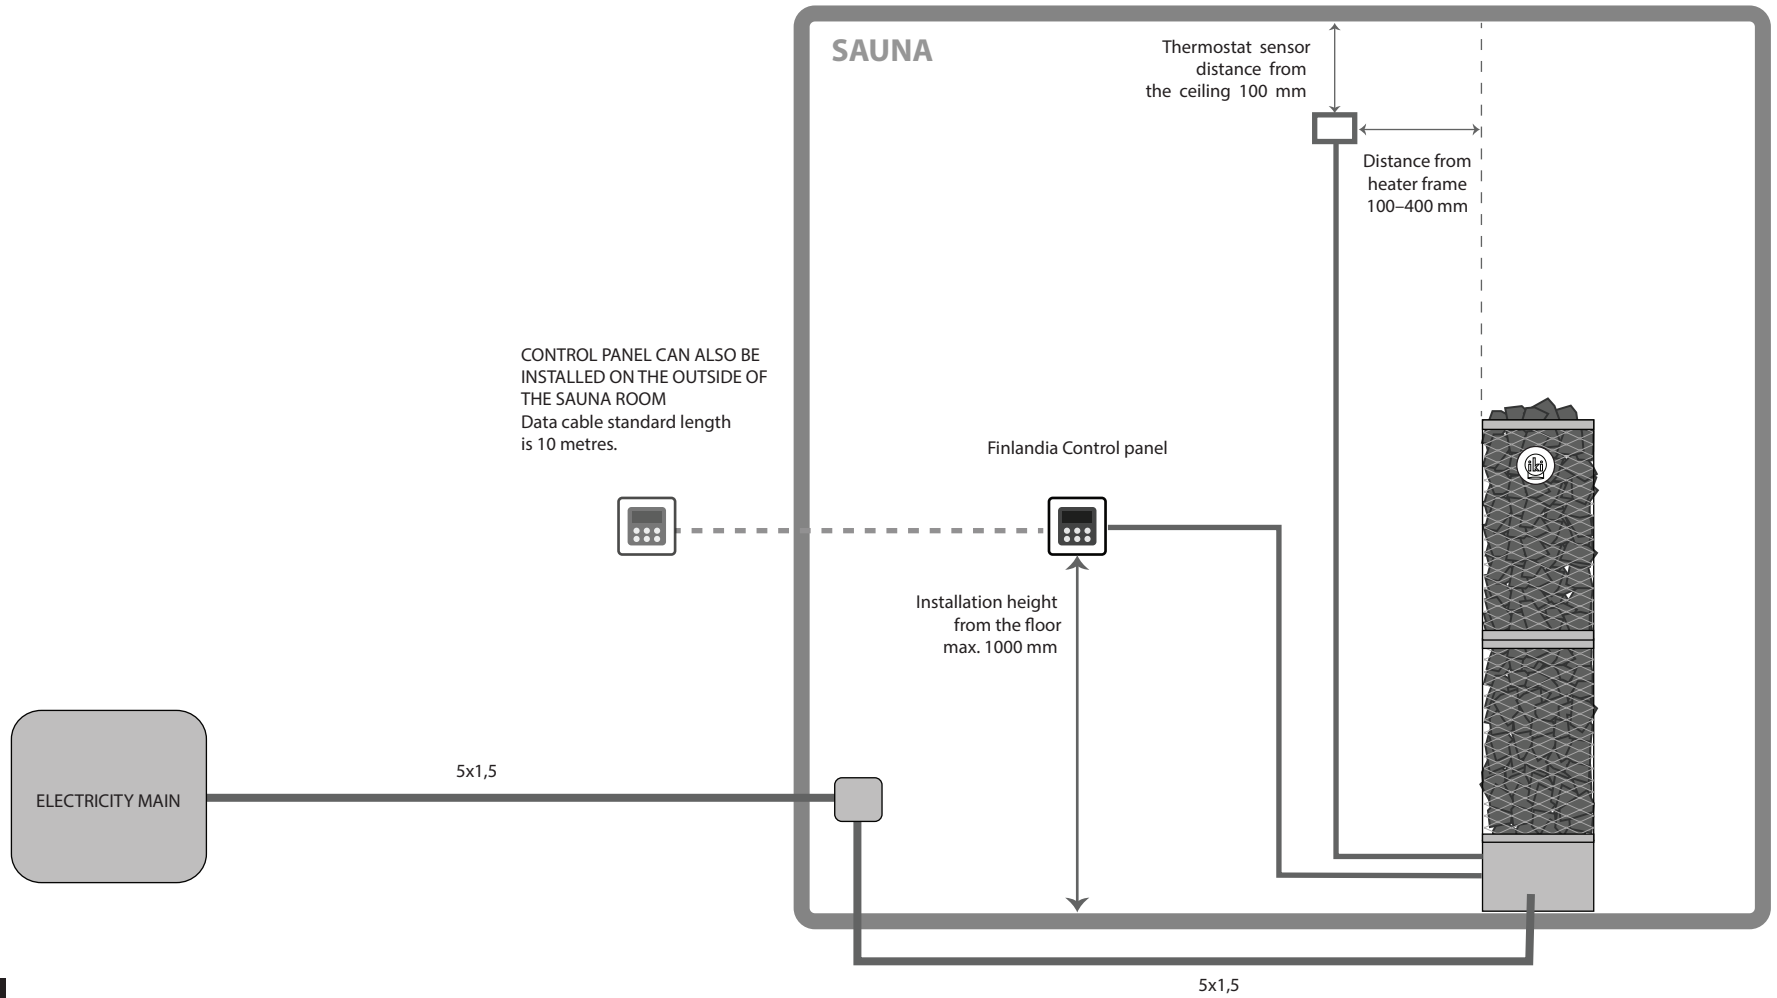 SAUNA
Thermostat sensor
distance from
the ceiling 100 mm
Distance from
heater frame
100–400 mm
CONTROL PANEL CAN ALSO BE
INSTALLED ON THE OUTSIDE OF
THE SAUNA ROOM
Data cable standard length
is 10 metres.
Finlandia Control panel
iki
Installation height
from the floor
max. 1000 mm
5x1,5
ELECTRICITY MAIN
5x1,5